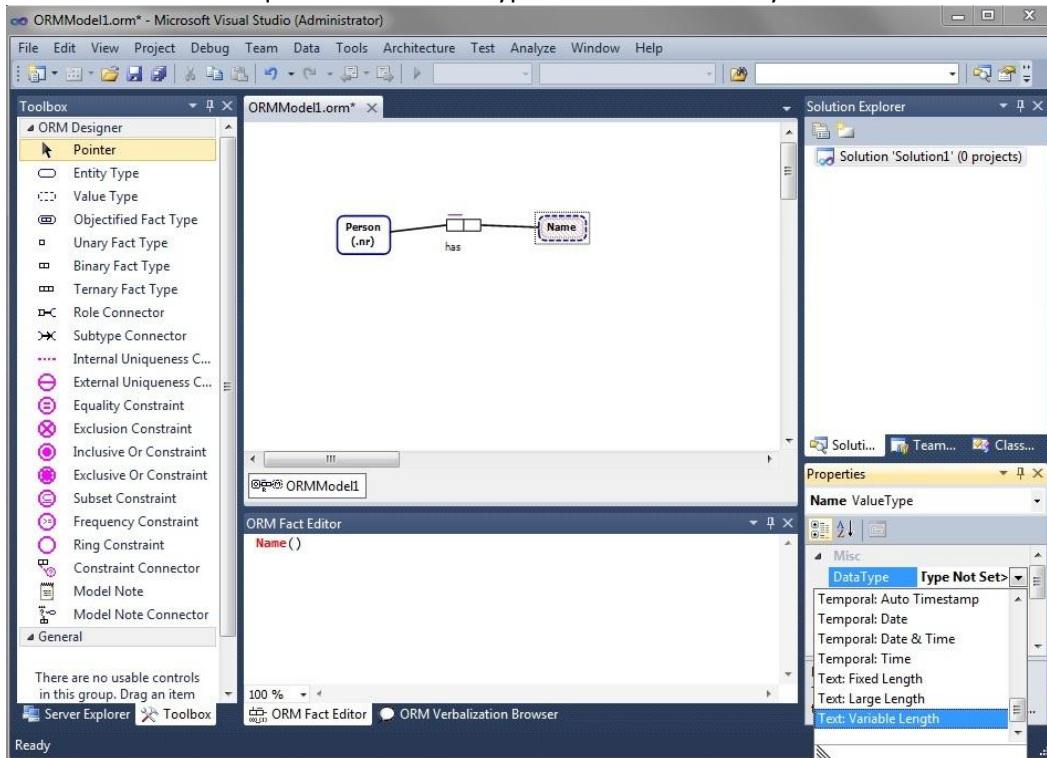 ORMModel1.orm* - Microsoft Visual Studio (Administrator)
File Edit View Project Debug Team Data Tools Architecture Test Analyze Window Help
Toolbox
ORM Designer
Pointer
Entity Type
Value Type
Objectified Fact Type
Unary Fact Type
Binary Fact Type
Ternary Fact Type
Role Connector
Subtype Connector
Internal Uniqueness C...
External Uniqueness C...
Equality Constraint
Exclusion Constraint
Inclusive Or Constraint
Exclusive Or Constraint
Subset Constraint
Frequency Constraint
Ring Constraint
Constraint Connector
Model Note
Model Note Connector
General
There are no usable controls
in this group. Drag an item
Server Explorer Toolbox
ORMModel1.orm*
Person
(.nr)
has
Name
ORMModel1
ORM Fact Editor
Name()
100 %
ORM Fact Editor ORM Verbalization Browser
Solution Explorer
Solution 'Solution1' (0 projects)
Soluti... Team... Class...
Properties
Name ValueType
Misc
DataType Type Not Set>
Temporal: Auto Timestamp
Temporal: Date
Temporal: Date & Time
Temporal: Time
Text: Fixed Length
Text: Large Length
Text: Variable Length
Ready